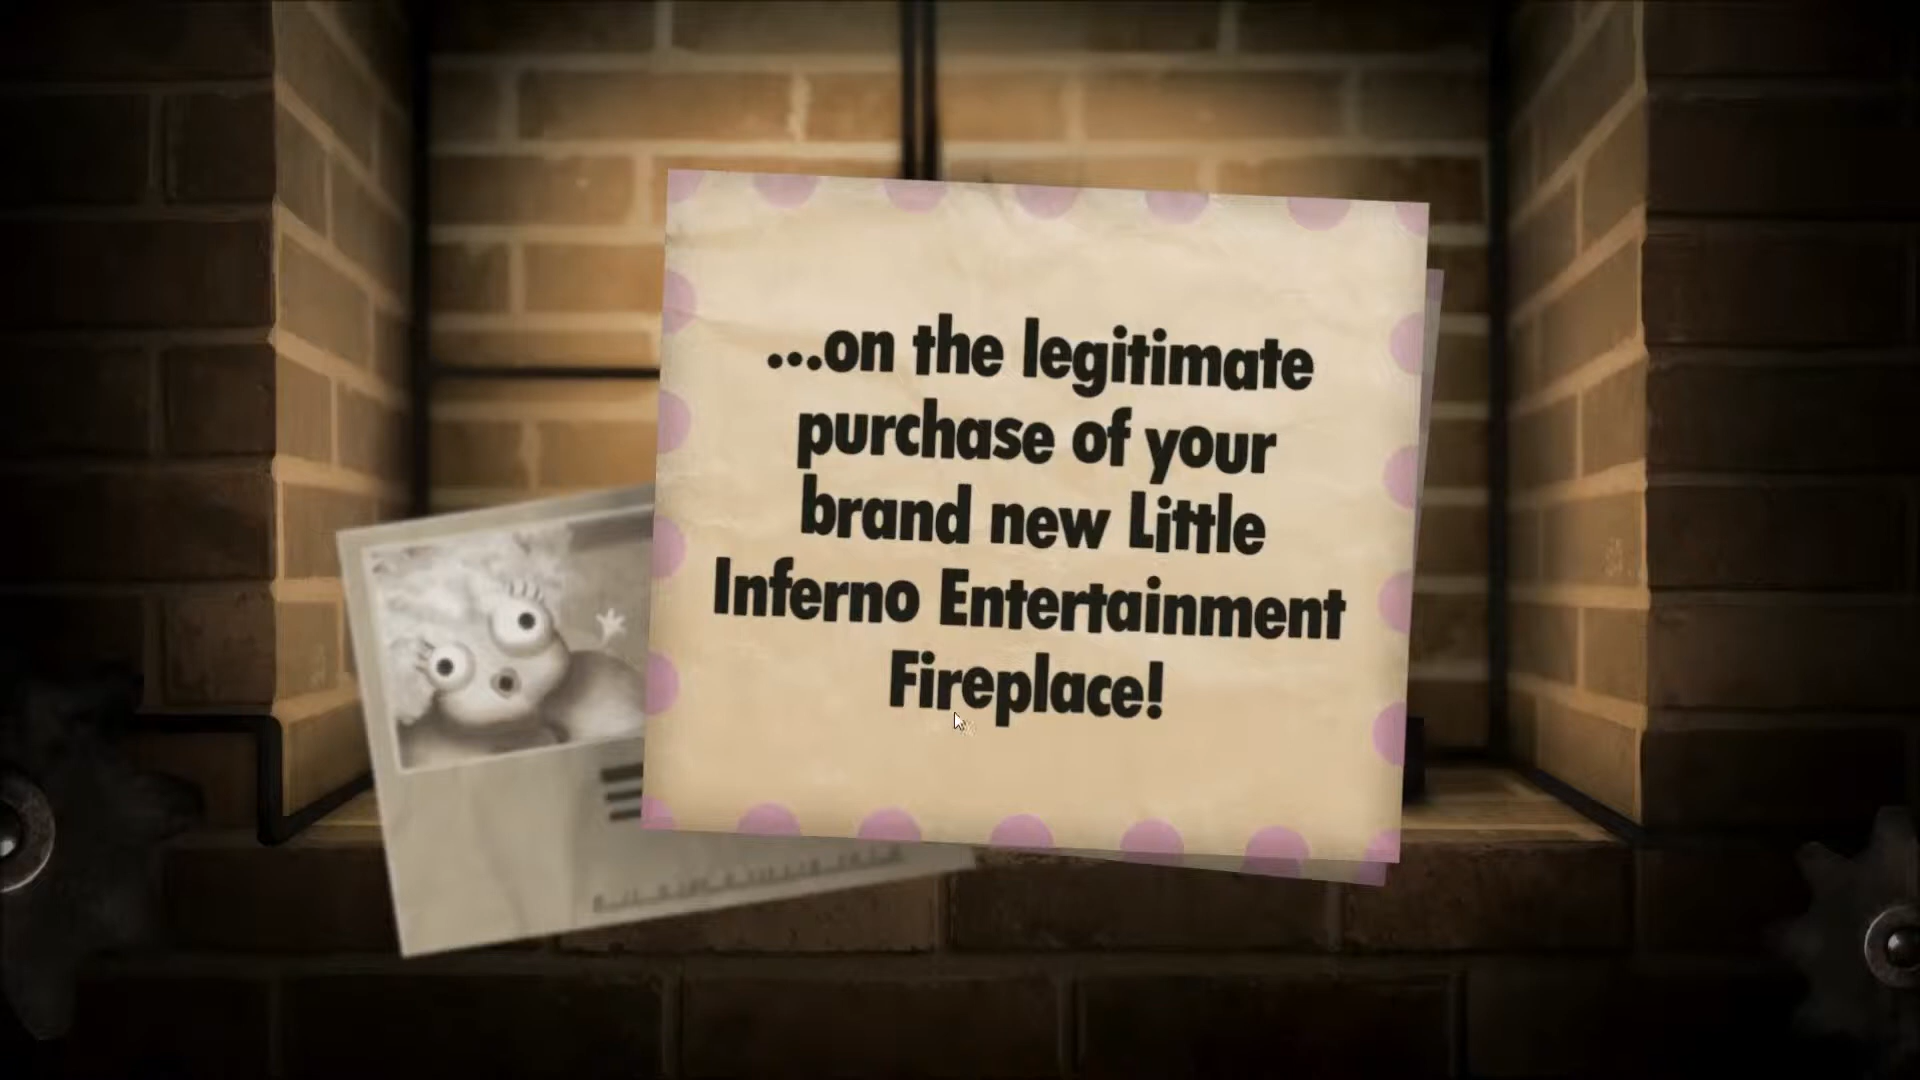 ...on the legitimate
purchase of your
brand new Little
Inferno Entertainment
Fireplace!